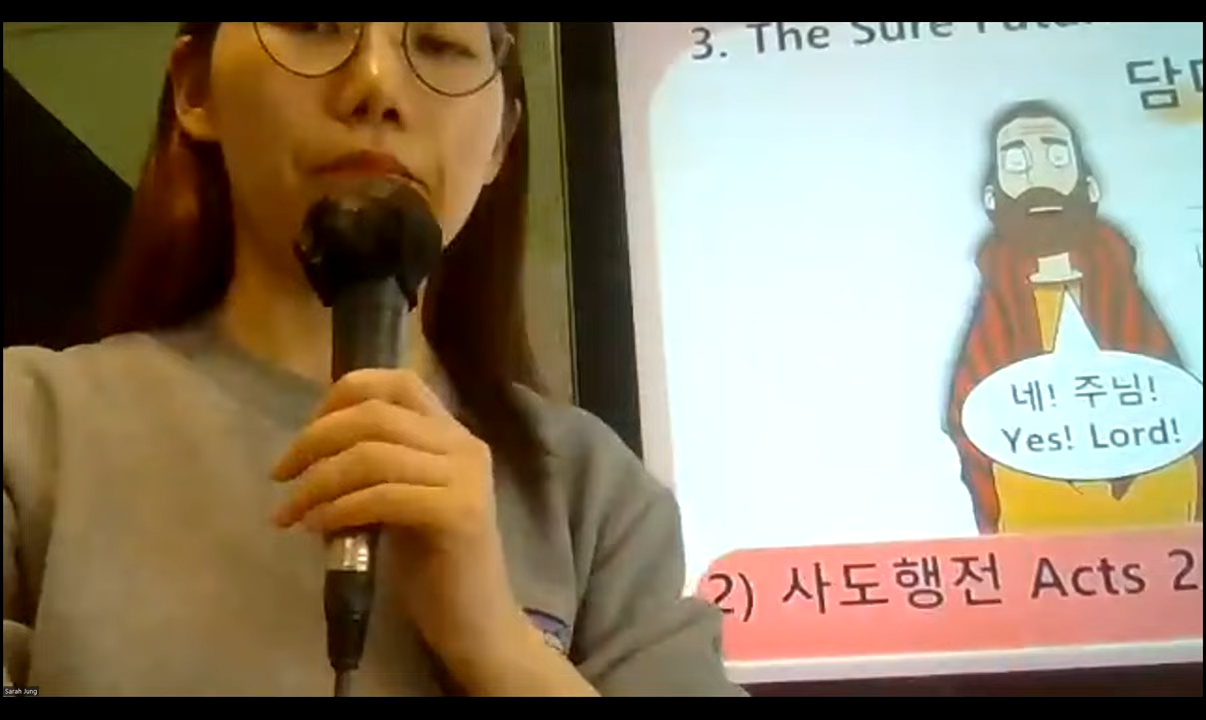 3. The Sure
담
네! 주님!
Yes! Lord!
2) 사도행전 Acts 2
Sarah Jung